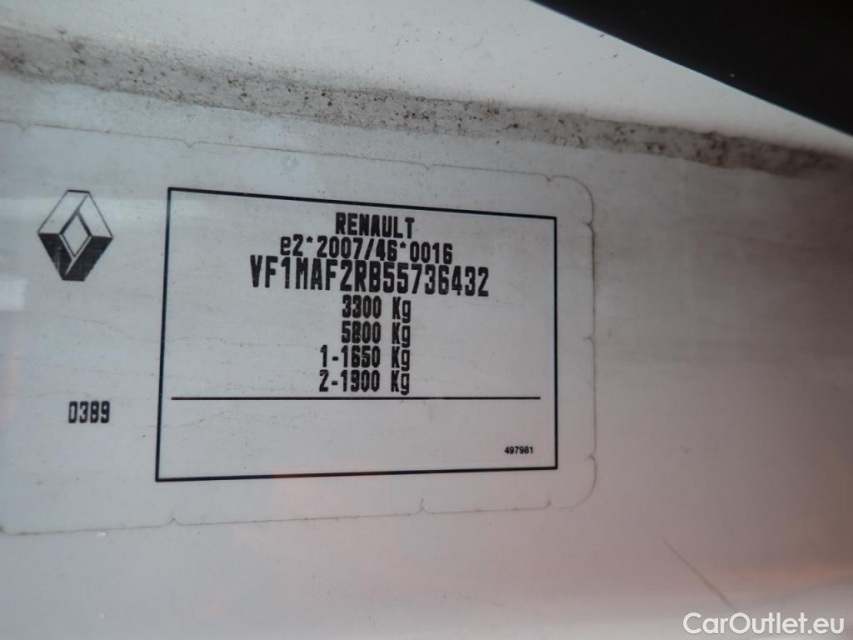 RENAULT
e2*2007/46*0016
VF1MAF2RB55736432
3300 Kg
5800 Kg
1-1650 Kg
2-1900 Kg
0389
497981
CarOutlet.eu